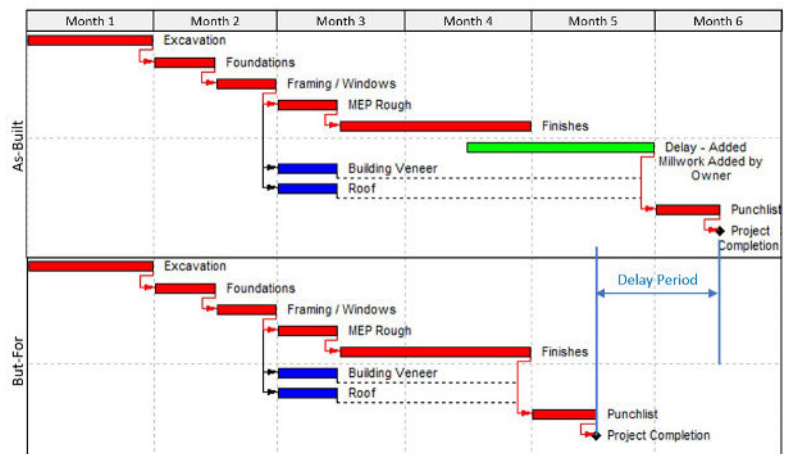 Month 1 Month 2 Month 3 Month 4 Month 5 Month 6
As-Built
Excavation
Foundations
Framing / Windows
MEP Rough
Finishes
Delay - Added
Millwork Added by
Owner
Building Veneer
Roof
Punchlist
Project
Completion
But-For
Excavation
Delay Period
Foundations
Framing / Windows
MEP Rough
Finishes
Building Veneer
Roof
Punchlist
Project Completion